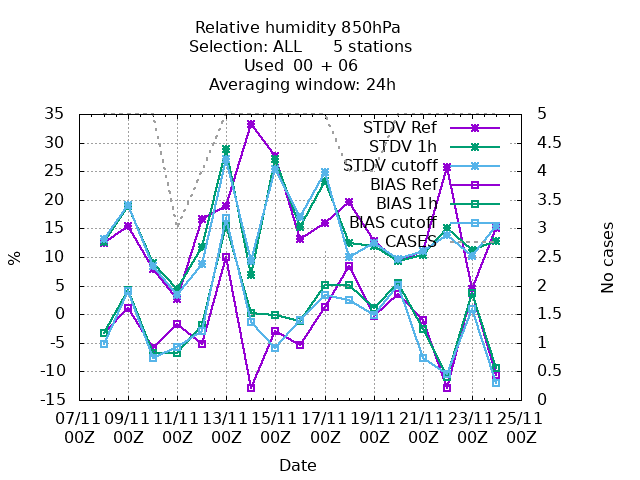 Relative humidity 850hPa
Selection: ALL 5 stations
Used 00 + 06
Averaging window: 24h
35 5
STDV Ref
30 4.5
STDV 1h
25 4
STDV cutoff
BIAS Ref
20 3.5
BIAS 1h
15 3
BIAS cutoff
CASES
10 2.5
5 2
0 1.5
-5 1
-10 0.5
-15 0
%
No cases
07/11 09/11 11/11 13/11 15/11 17/11 19/11 21/11 23/11 25/11
00Z 00Z 00Z 00Z 00Z 00Z 00Z 00Z 00Z 00Z
Date